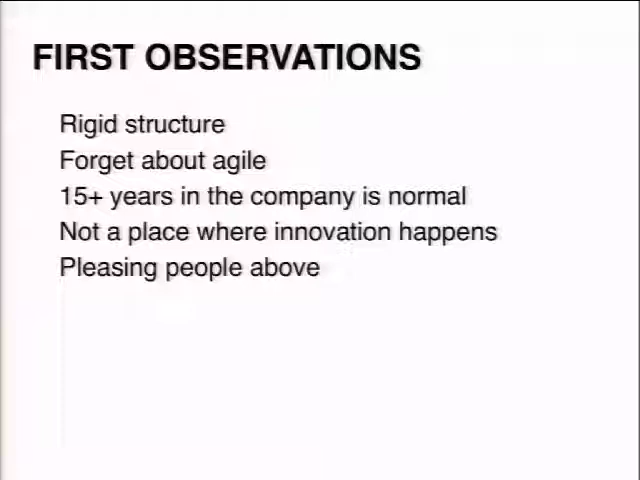 FIRST OBSERVATIONS
Rigid structure
Forget about agile
15+ years in the company is normal
Not a place where innovation happens
Pleasing people above